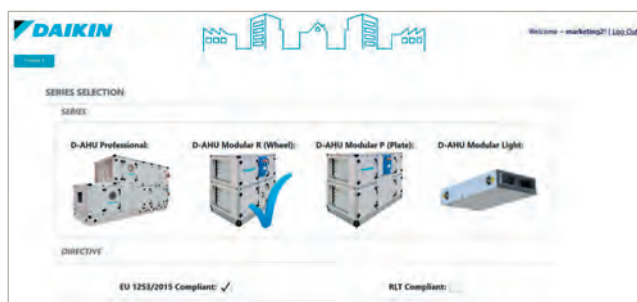 DAIKIN
Welcome - marketing2! | Log Out
SERIES SELECTION
SERIES
D-AHU Professional: D-AHU Modular R (Wheel): D-AHU Modular P (Plate): D-AHU Modular Light:
DIRECTIVE
EU 1253/2015 Compliant: ✓ RLT Compliant: